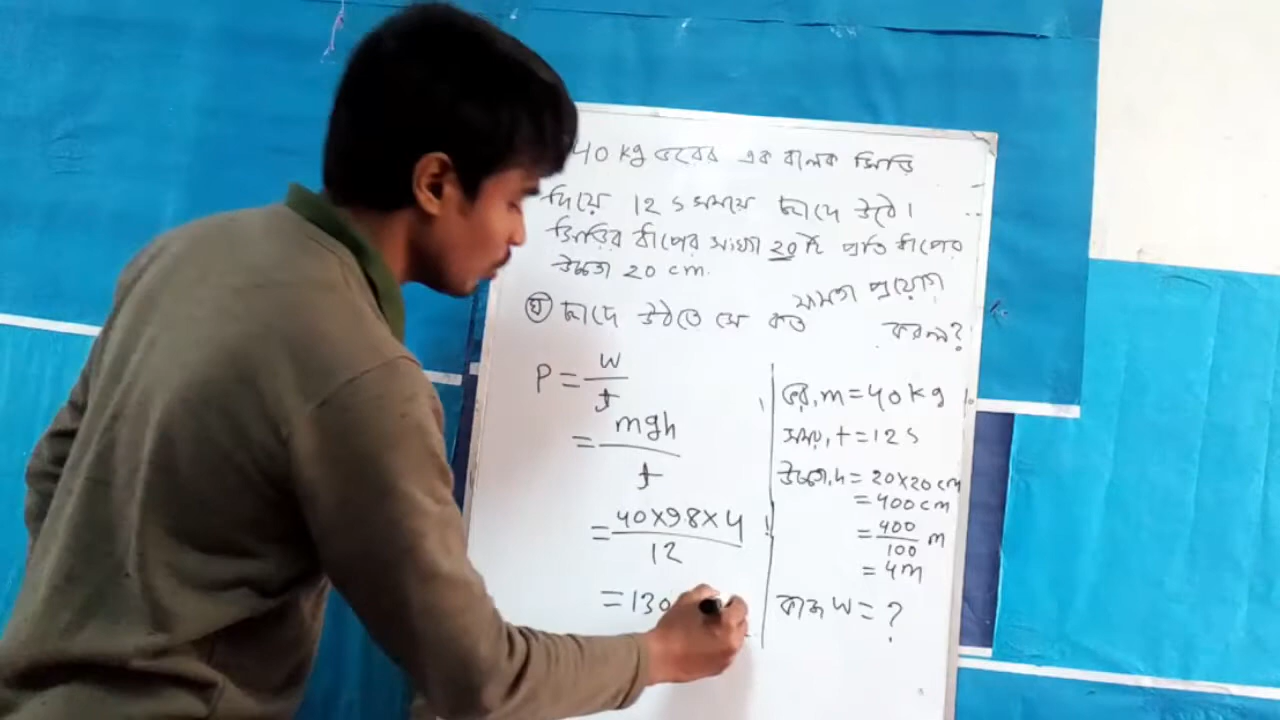 40 kg ভরের এক বালক সিঁড়ি
দিয়ে 12 s সময়ে ছাদে উঠে।
সিঁড়ির ধাপের সংখ্যা 20টি প্রতি ধাপের
উচ্চতা 20 cm.
ঘ ছাদে উঠতে সে কত ক্ষমতা প্রয়োগ
করল?
P = W/t
= mgh/t
= 40×9.8×4/12
= 130
ভর, m = 40 kg
সময়, t = 12 s
উচ্চতা, h = 20×20 cm
= 400 cm
= 400/100 m
= 4m
কাজ W = ?